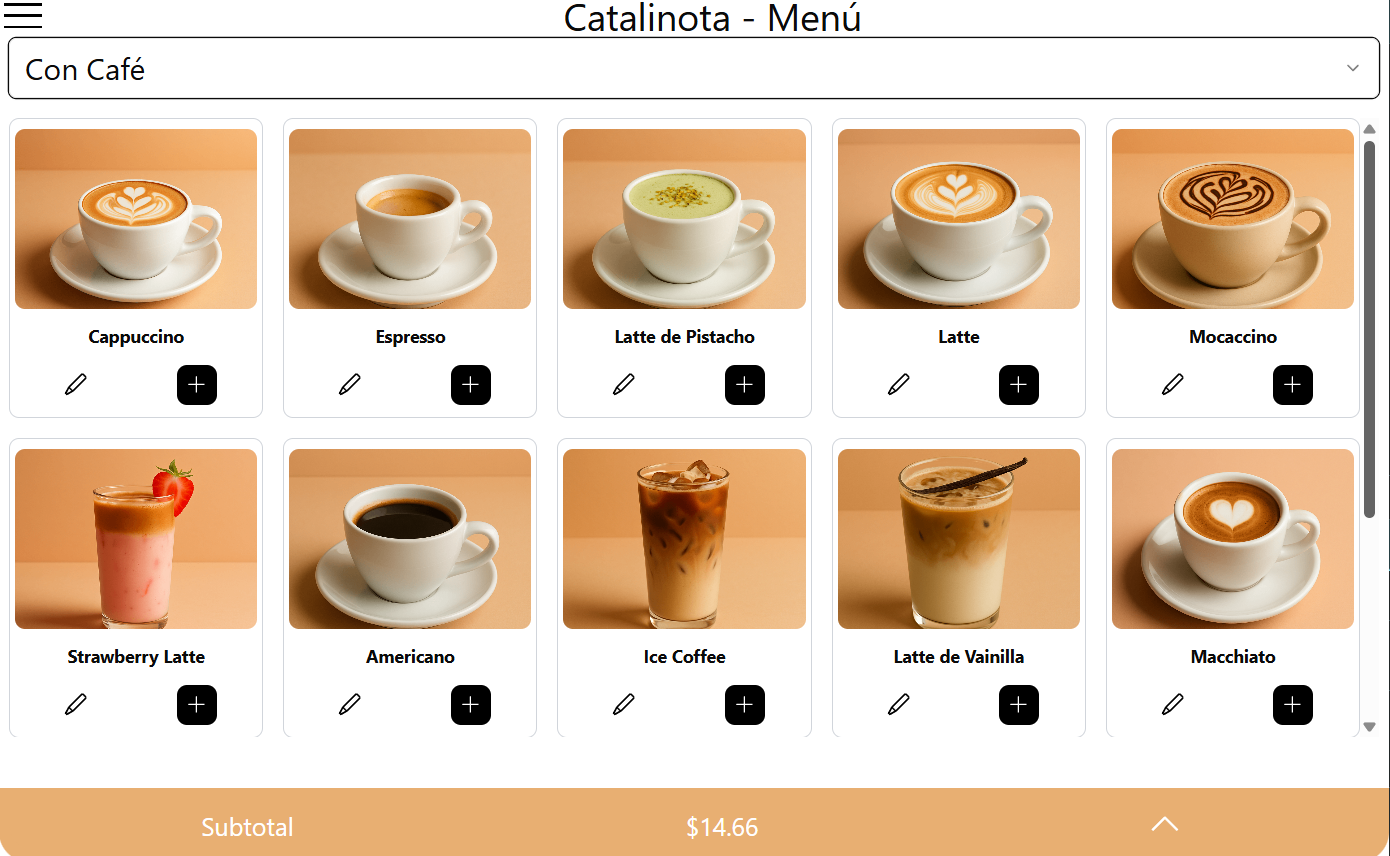 Catalinota - Menú
Con Café
Cappuccino
Espresso
Latte de Pistacho
Latte
Mocaccino
Strawberry Latte
Americano
Ice Coffee
Latte de Vainilla
Macchiato
Subtotal
$14.66